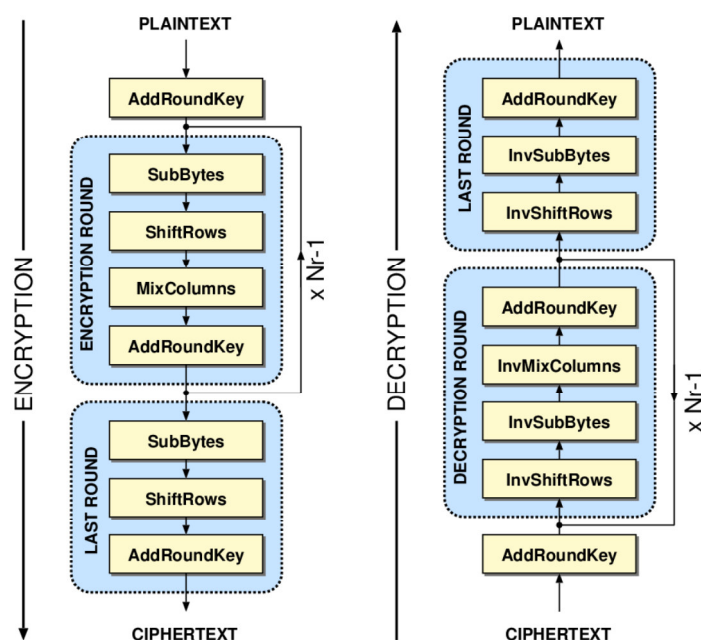 PLAINTEXT
AddRoundKey
ENCRYPTION ROUND
SubBytes
ShiftRows
MixColumns
AddRoundKey
x Nr-1
LAST ROUND
SubBytes
ShiftRows
AddRoundKey
CIPHERTEXT
ENCRYPTION
PLAINTEXT
LAST ROUND
AddRoundKey
InvSubBytes
InvShiftRows
DECRYPTION ROUND
AddRoundKey
InvMixColumns
InvSubBytes
InvShiftRows
x Nr-1
AddRoundKey
CIPHERTEXT
DECRYPTION